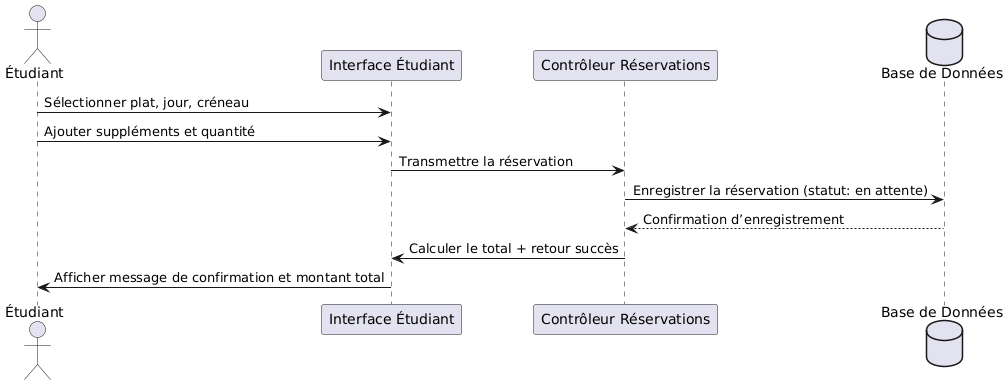 Étudiant
Interface Étudiant
Contrôleur Réservations
Base de Données
Sélectionner plat, jour, créneau
Ajouter suppléments et quantité
Transmettre la réservation
Enregistrer la réservation (statut: en attente)
Confirmation d’enregistrement
Calculer le total + retour succès
Afficher message de confirmation et montant total
Étudiant
Interface Étudiant
Contrôleur Réservations
Base de Données